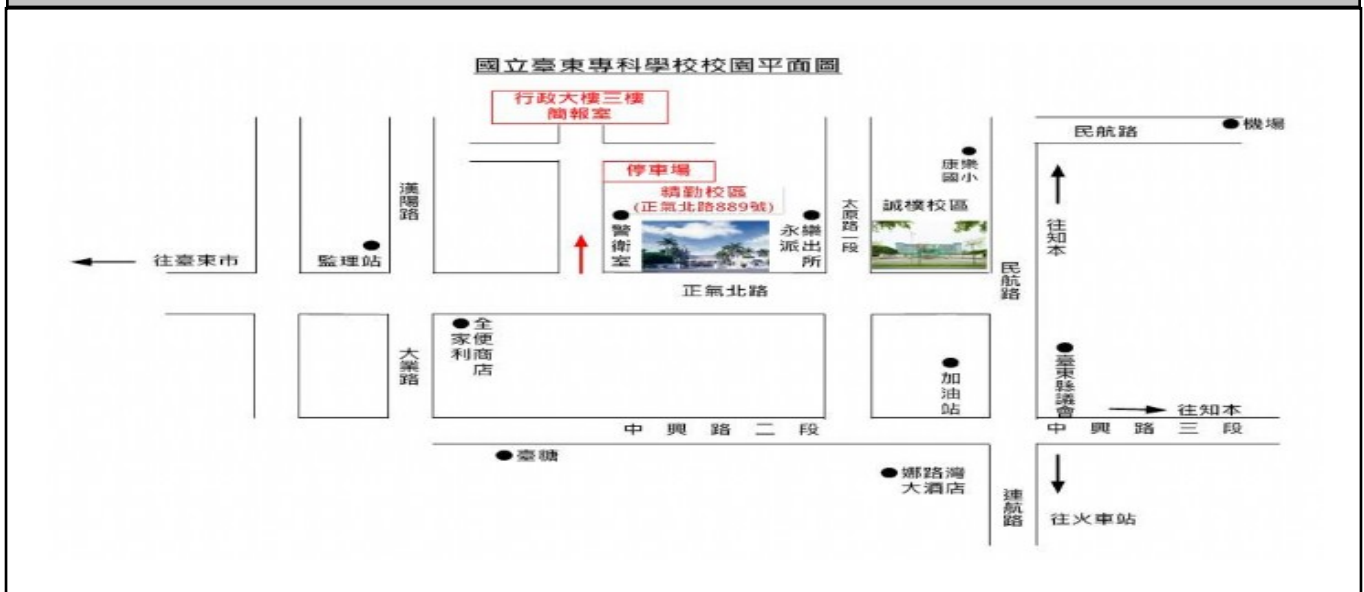 國立臺東專科學校校園平面圖
行政大樓三樓
簡報室
民航路
機場
停車場
康樂
國小
精勤校區
(正氣北路889號)
漢陽路
警衛室
永樂派出所
太原路一段
誠樸校區
往知本
往臺東市
監理站
正氣北路
民航路
全家便利商店
大業路
加油站
臺東縣議會
往知本
中興路二段
中興路三段
臺糖
娜路灣
大酒店
連航路
往火車站